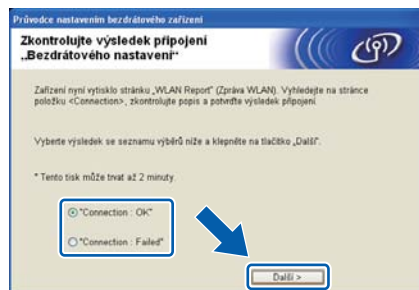 Průvodce nastavením bezdrátového zařízení
Zkontrolujte výsledek připojení
„Bezdrátového nastavení“
Zařízení nyní vytisklo stránku „WLAN Report“ (Zpráva WLAN). Vyhledejte na stránce
položku <Connection>, zkontrolujte popis a potvrďte výsledek připojení
Vyberte výsledek se seznamu výběrů níže a klepněte na tlačítko „Další“.
* Tento tisk může trvat až 2 minuty.
"Connection : OK"
"Connection : Failed"
Další >